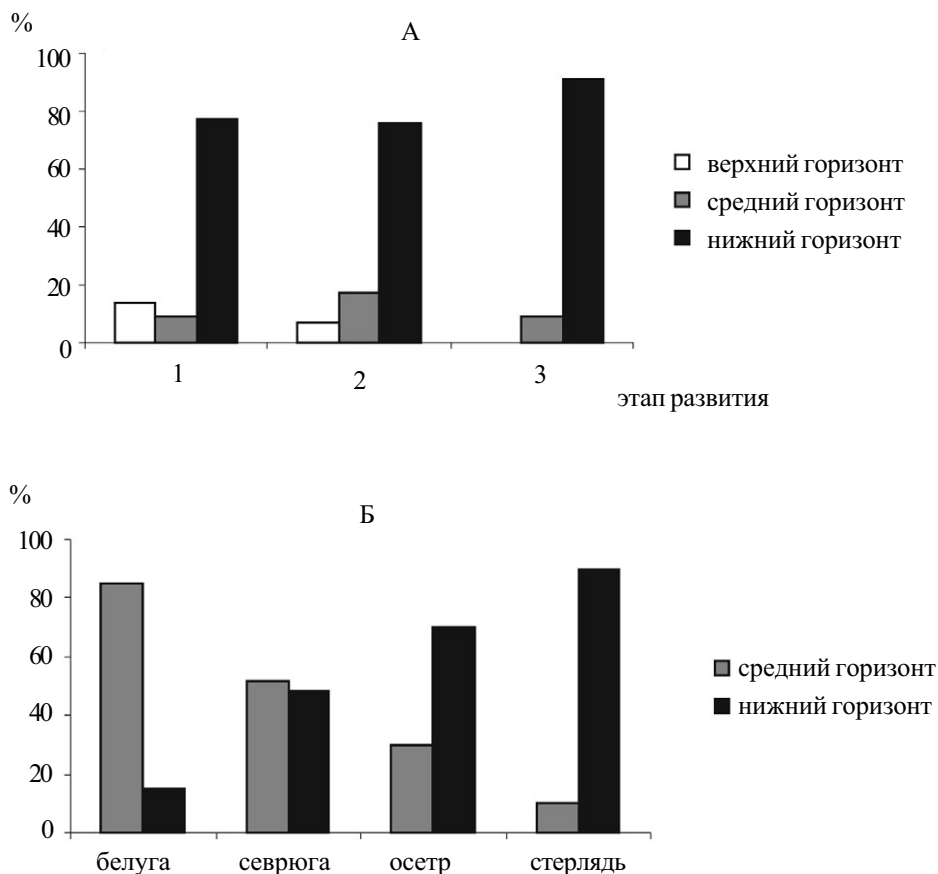 %
А
100
80
60
40
20
0
верхний горизонт
средний горизонт
нижний горизонт
1 2 3
этап развития
%
Б
100
80
60
40
20
0
средний горизонт
нижний горизонт
белуга севрюга осетр стерлядь